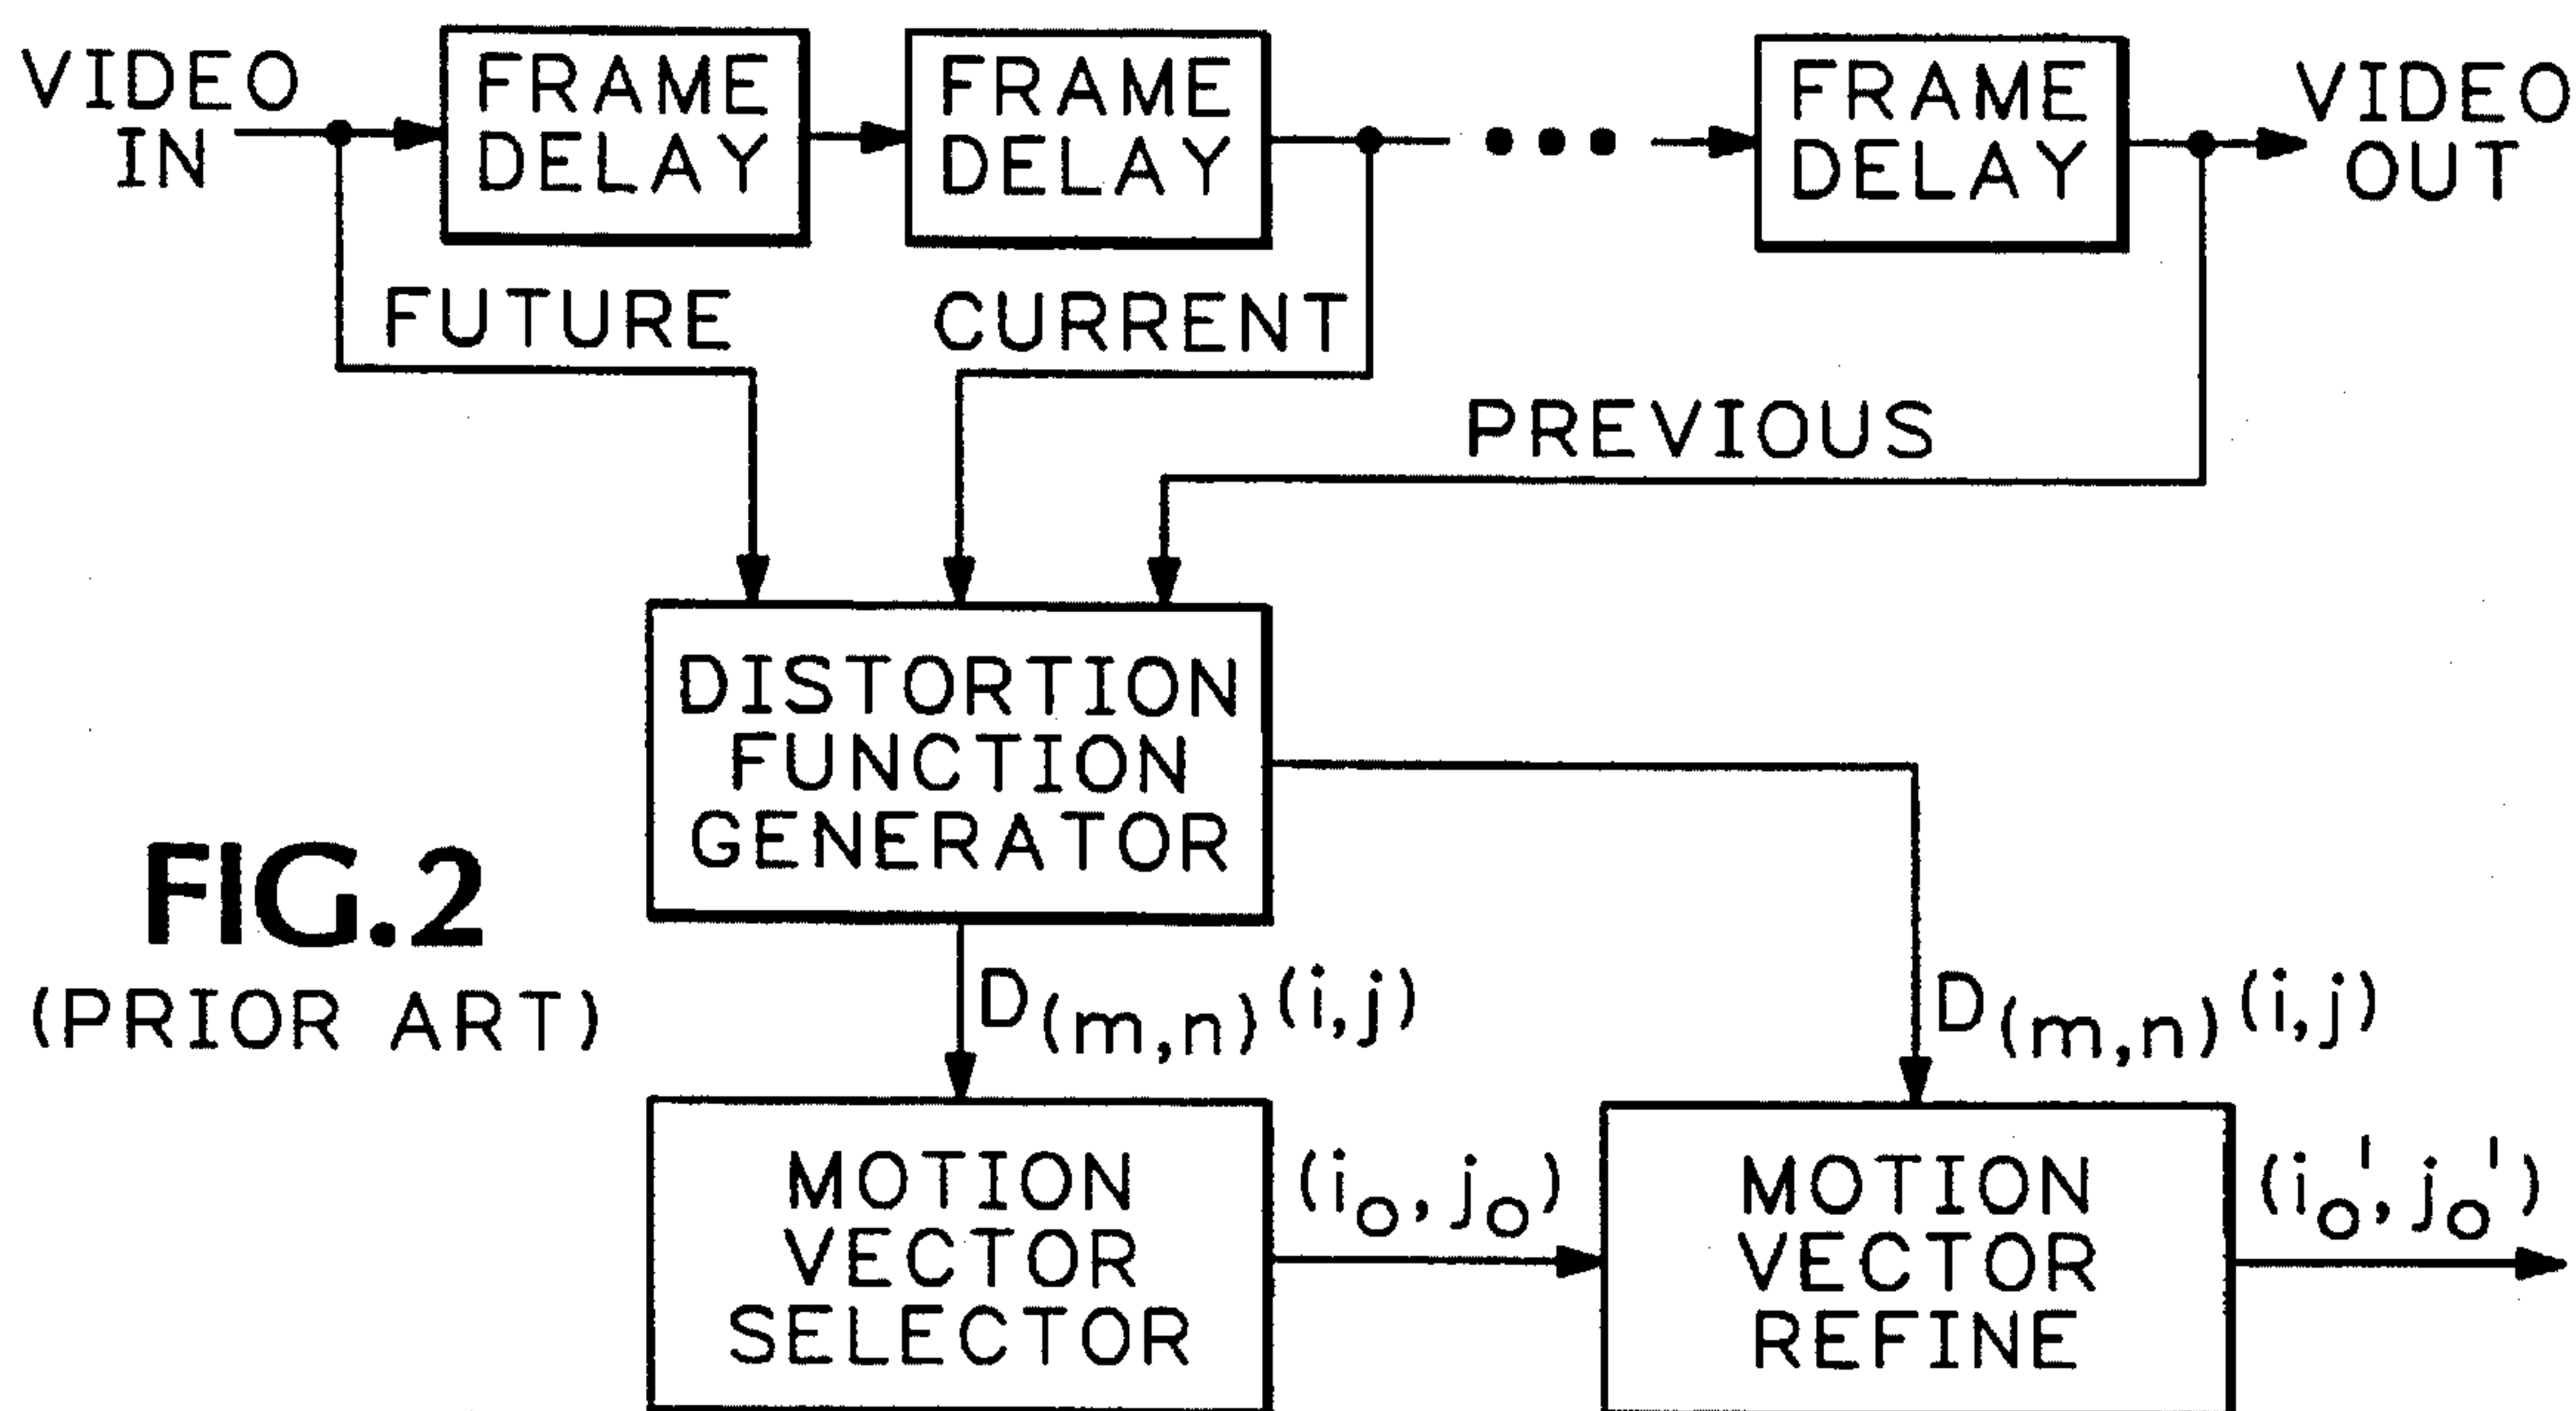 VIDEO
IN
FRAME
DELAY
FRAME
DELAY
FRAME
DELAY
VIDEO
OUT
FUTURE
CURRENT
PREVIOUS
DISTORTION
FUNCTION
GENERATOR
FIG.2
(PRIOR ART)
D(m,n)(i,j)
D(m,n)(i,j)
MOTION
VECTOR
SELECTOR
(io, jo)
MOTION
VECTOR
REFINE
(io', jo')